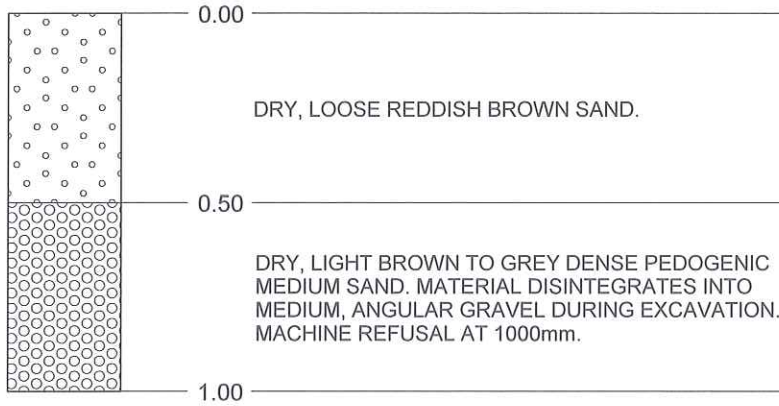 0.00
DRY, LOOSE REDDISH BROWN SAND.
0.50
DRY, LIGHT BROWN TO GREY DENSE PEDOGENIC
MEDIUM SAND. MATERIAL DISINTEGRATES INTO
MEDIUM, ANGULAR GRAVEL DURING EXCAVATION.
MACHINE REFUSAL AT 1000mm.
1.00